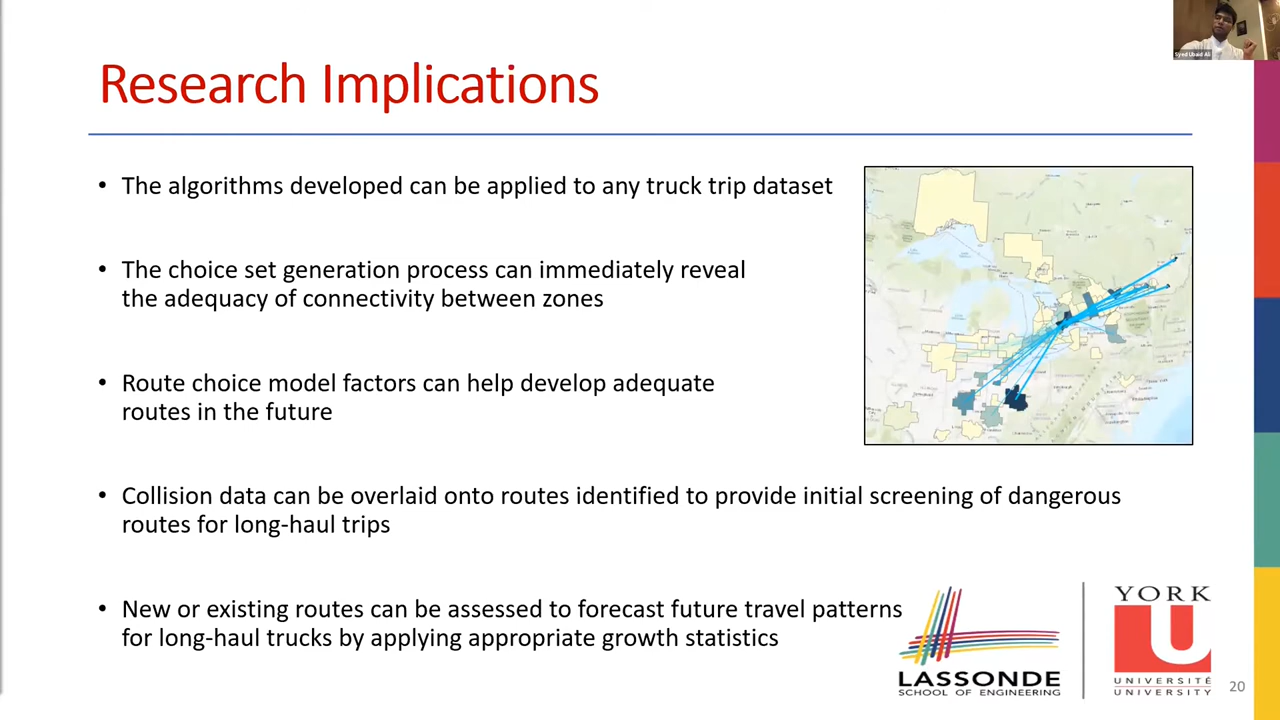 Syed Ubaid Ali
Research Implications
• The algorithms developed can be applied to any truck trip dataset
• The choice set generation process can immediately reveal
the adequacy of connectivity between zones
• Route choice model factors can help develop adequate
routes in the future
• Collision data can be overlaid onto routes identified to provide initial screening of dangerous
routes for long-haul trips
• New or existing routes can be assessed to forecast future travel patterns
for long-haul trucks by applying appropriate growth statistics
LASSONDE
SCHOOL OF ENGINEERING
YORK
U
UNIVERSITÉ
UNIVERSITY
20